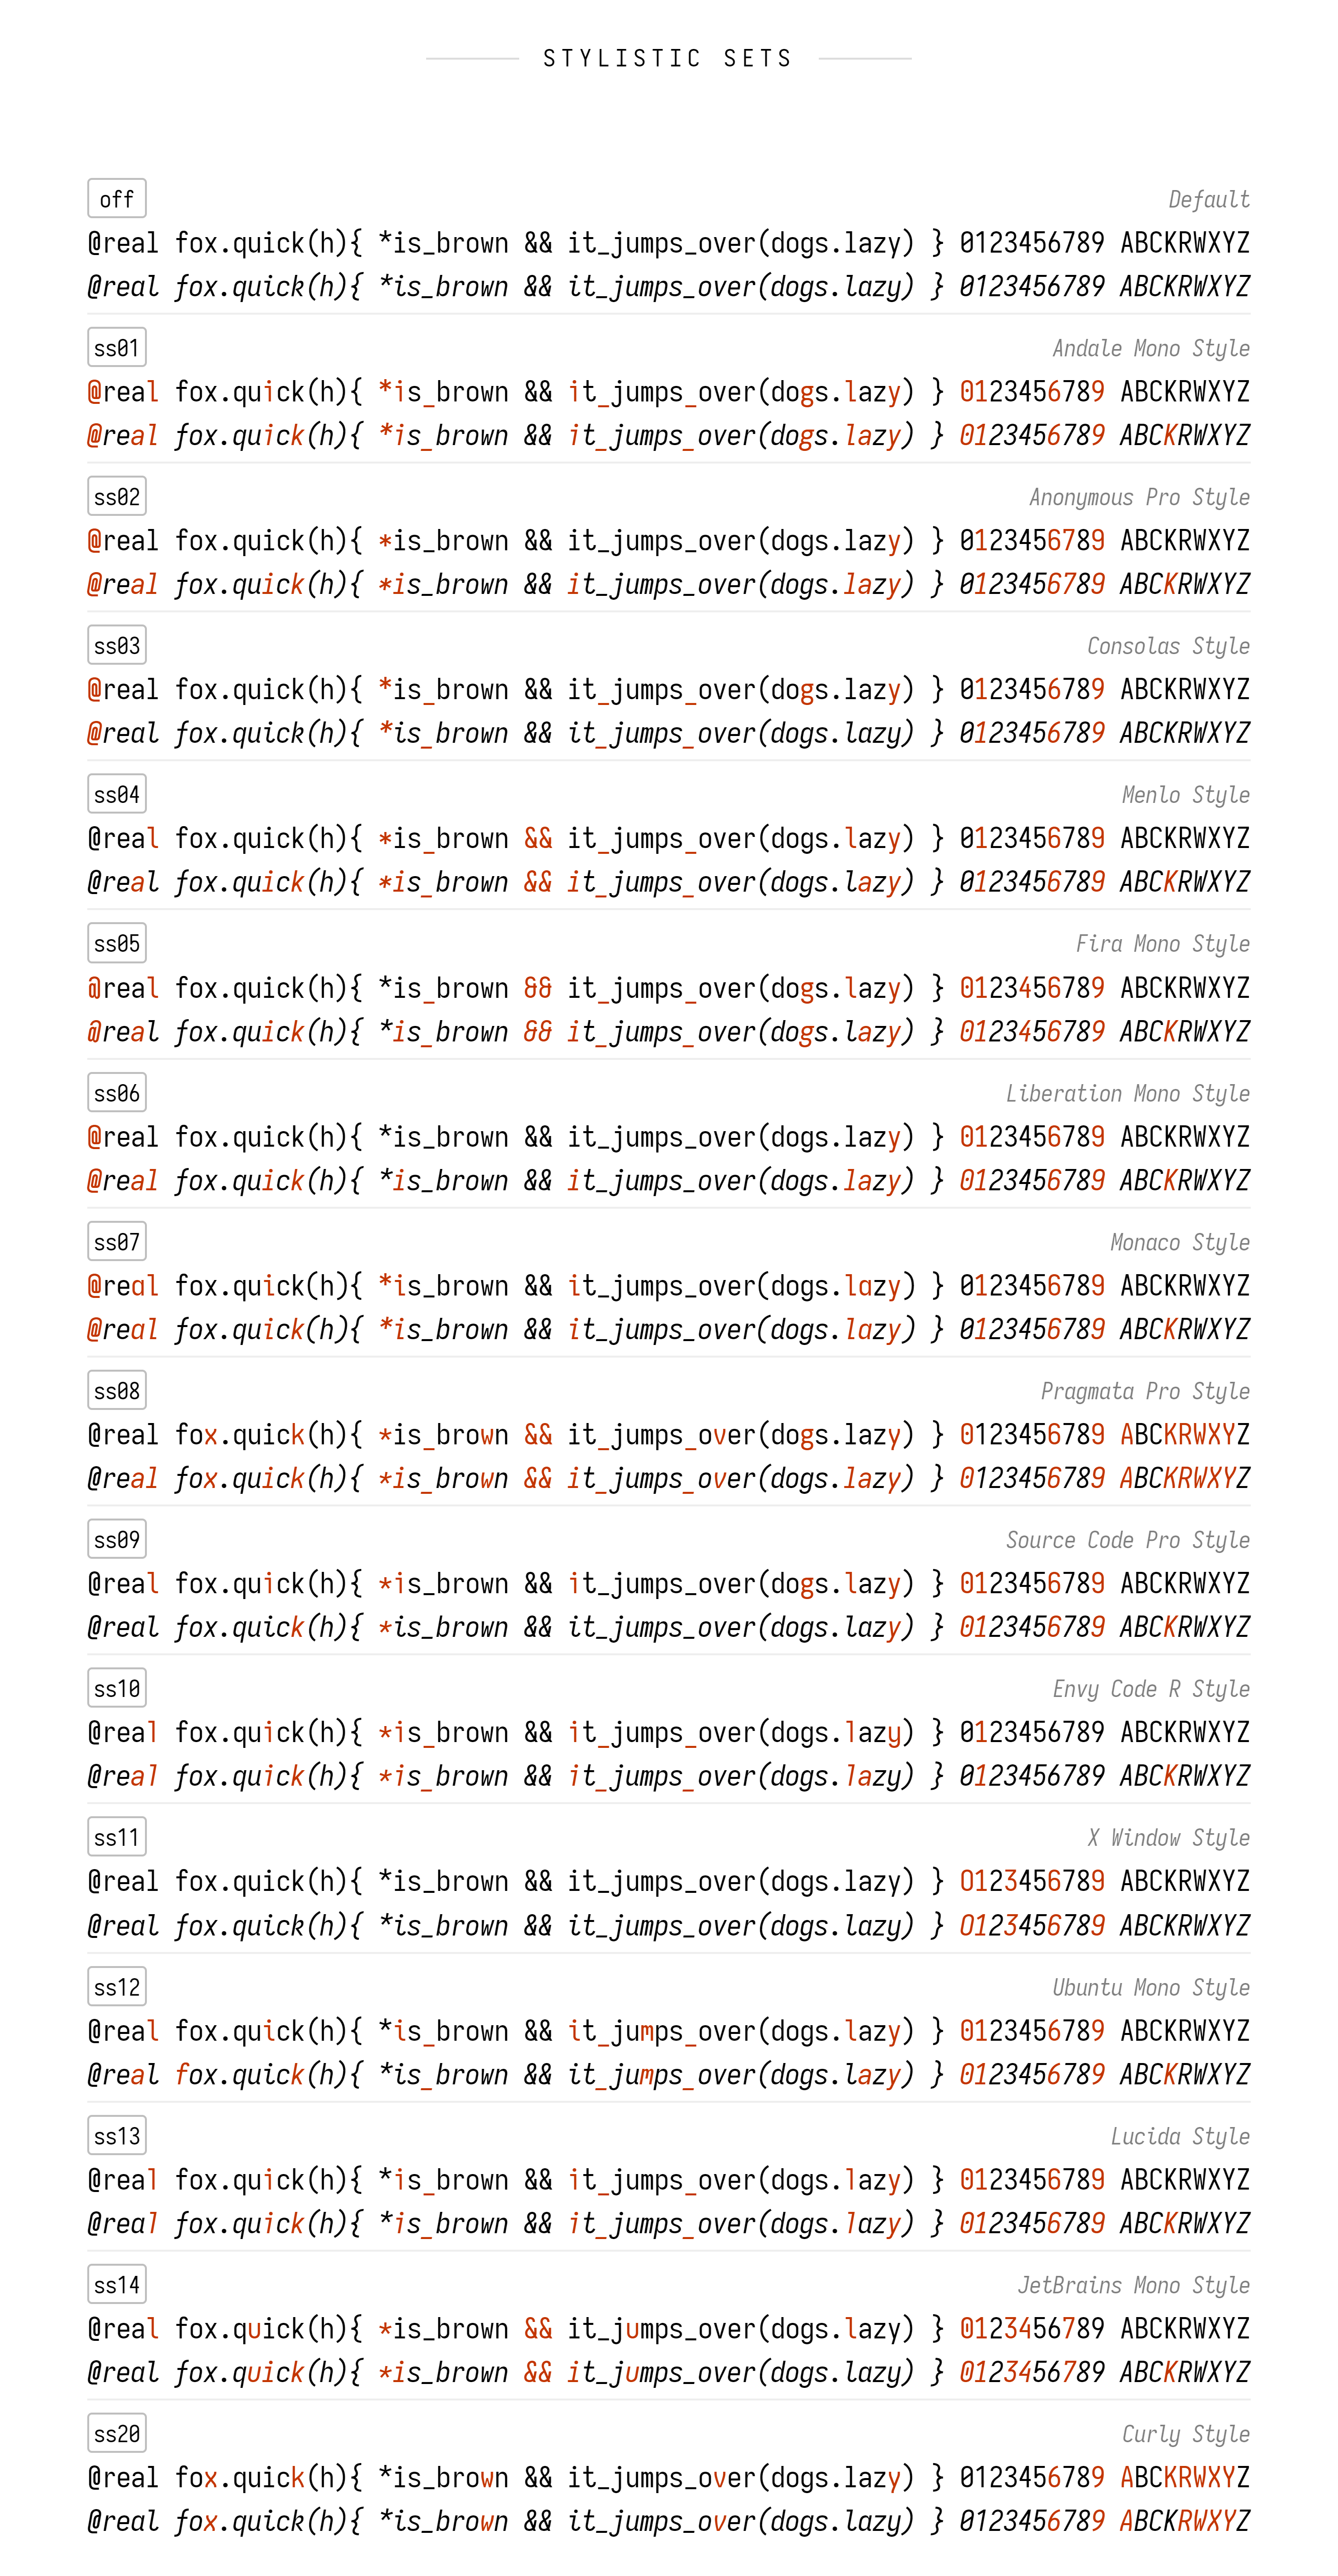 STYLISTIC SETS
off Default
@real fox.quick(h){ *is_brown && it_jumps_over(dogs.lazy) } 0123456789 ABCKRWXYZ
@real fox.quick(h){ *is_brown && it_jumps_over(dogs.lazy) } 0123456789 ABCKRWXYZ
ss01 Andale Mono Style
@real fox.quick(h){ *is_brown && it_jumps_over(dogs.lazy) } 0123456789 ABCKRWXYZ
@real fox.quick(h){ *is_brown && it_jumps_over(dogs.lazy) } 0123456789 ABCKRWXYZ
ss02 Anonymous Pro Style
@real fox.quick(h){ *is_brown && it_jumps_over(dogs.lazy) } 0123456789 ABCKRWXYZ
@real fox.quick(h){ *is_brown && it_jumps_over(dogs.lazy) } 0123456789 ABCKRWXYZ
ss03 Consolas Style
@real fox.quick(h){ *is_brown && it_jumps_over(dogs.lazy) } 0123456789 ABCKRWXYZ
@real fox.quick(h){ *is_brown && it_jumps_over(dogs.lazy) } 0123456789 ABCKRWXYZ
ss04 Menlo Style
@real fox.quick(h){ *is_brown && it_jumps_over(dogs.lazy) } 0123456789 ABCKRWXYZ
@real fox.quick(h){ *is_brown && it_jumps_over(dogs.lazy) } 0123456789 ABCKRWXYZ
ss05 Fira Mono Style
@real fox.quick(h){ *is_brown && it_jumps_over(dogs.lazy) } 0123456789 ABCKRWXYZ
@real fox.quick(h){ *is_brown && it_jumps_over(dogs.lazy) } 0123456789 ABCKRWXYZ
ss06 Liberation Mono Style
@real fox.quick(h){ *is_brown && it_jumps_over(dogs.lazy) } 0123456789 ABCKRWXYZ
@real fox.quick(h){ *is_brown && it_jumps_over(dogs.lazy) } 0123456789 ABCKRWXYZ
ss07 Monaco Style
@real fox.quick(h){ *is_brown && it_jumps_over(dogs.lazy) } 0123456789 ABCKRWXYZ
@real fox.quick(h){ *is_brown && it_jumps_over(dogs.lazy) } 0123456789 ABCKRWXYZ
ss08 Pragmata Pro Style
@real fox.quick(h){ *is_brown && it_jumps_over(dogs.lazy) } 0123456789 ABCKRWXYZ
@real fox.quick(h){ *is_brown && it_jumps_over(dogs.lazy) } 0123456789 ABCKRWXYZ
ss09 Source Code Pro Style
@real fox.quick(h){ *is_brown && it_jumps_over(dogs.lazy) } 0123456789 ABCKRWXYZ
@real fox.quick(h){ *is_brown && it_jumps_over(dogs.lazy) } 0123456789 ABCKRWXYZ
ss10 Envy Code R Style
@real fox.quick(h){ *is_brown && it_jumps_over(dogs.lazy) } 0123456789 ABCKRWXYZ
@real fox.quick(h){ *is_brown && it_jumps_over(dogs.lazy) } 0123456789 ABCKRWXYZ
ss11 X Window Style
@real fox.quick(h){ *is_brown && it_jumps_over(dogs.lazy) } 0123456789 ABCKRWXYZ
@real fox.quick(h){ *is_brown && it_jumps_over(dogs.lazy) } 0123456789 ABCKRWXYZ
ss12 Ubuntu Mono Style
@real fox.quick(h){ *is_brown && it_jumps_over(dogs.lazy) } 0123456789 ABCKRWXYZ
@real fox.quick(h){ *is_brown && it_jumps_over(dogs.lazy) } 0123456789 ABCKRWXYZ
ss13 Lucida Style
@real fox.quick(h){ *is_brown && it_jumps_over(dogs.lazy) } 0123456789 ABCKRWXYZ
@real fox.quick(h){ *is_brown && it_jumps_over(dogs.lazy) } 0123456789 ABCKRWXYZ
ss14 JetBrains Mono Style
@real fox.quick(h){ *is_brown && it_jumps_over(dogs.lazy) } 0123456789 ABCKRWXYZ
@real fox.quick(h){ *is_brown && it_jumps_over(dogs.lazy) } 0123456789 ABCKRWXYZ
ss20 Curly Style
@real fox.quick(h){ *is_brown && it_jumps_over(dogs.lazy) } 0123456789 ABCKRWXYZ
@real fox.quick(h){ *is_brown && it_jumps_over(dogs.lazy) } 0123456789 ABCKRWXYZ